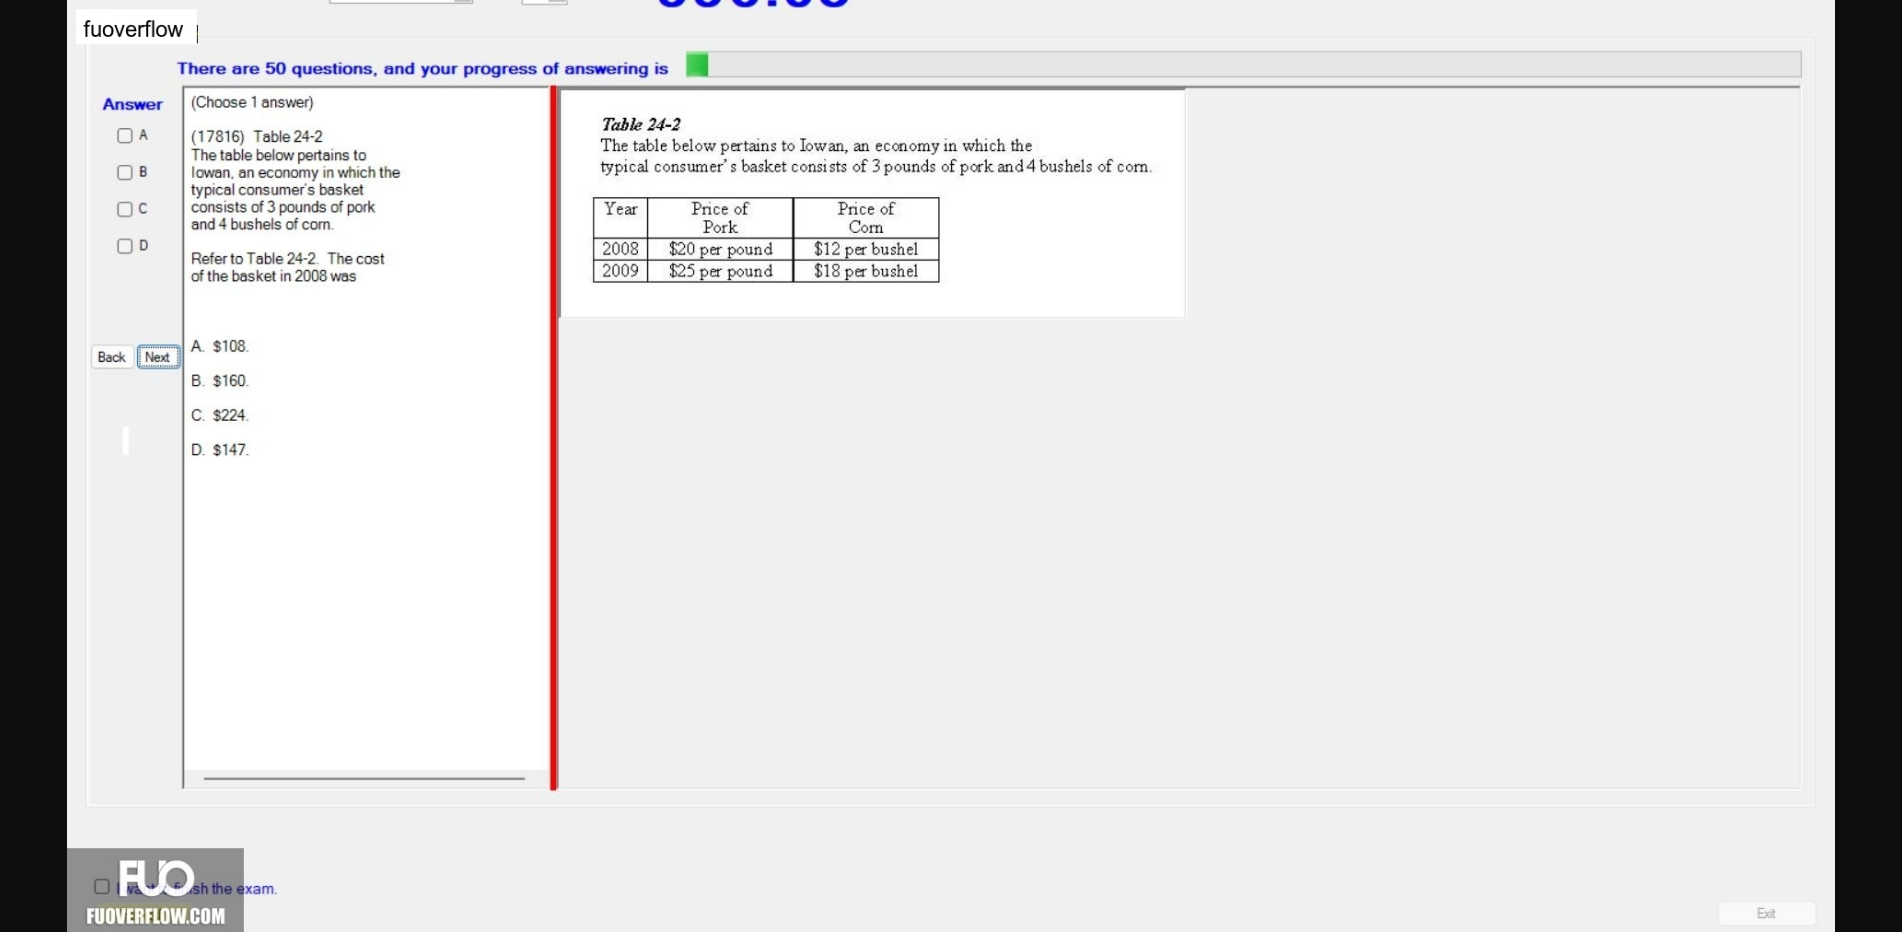 fuoverflow
There are 50 questions, and your progress of answering is
Answer
A
B
C
D
Back
Next
(Choose 1 answer)
(17816) Table 24-2
The table below pertains to
Iowan, an economy in which the
typical consumer's basket
consists of 3 pounds of pork
and 4 bushels of corn.
Refer to Table 24-2. The cost
of the basket in 2008 was
A. $108.
B. $160.
C. $224.
D. $147.
Table 24-2
The table below pertains to Iowan, an economy in which the
typical consumer's basket consists of 3 pounds of pork and 4 bushels of corn.
Year Price of Pork Price of Corn
2008 $20 per pound $12 per bushel
2009 $25 per pound $18 per bushel
FUO
finish the exam.
FUOVERFLOW.COM
Exit